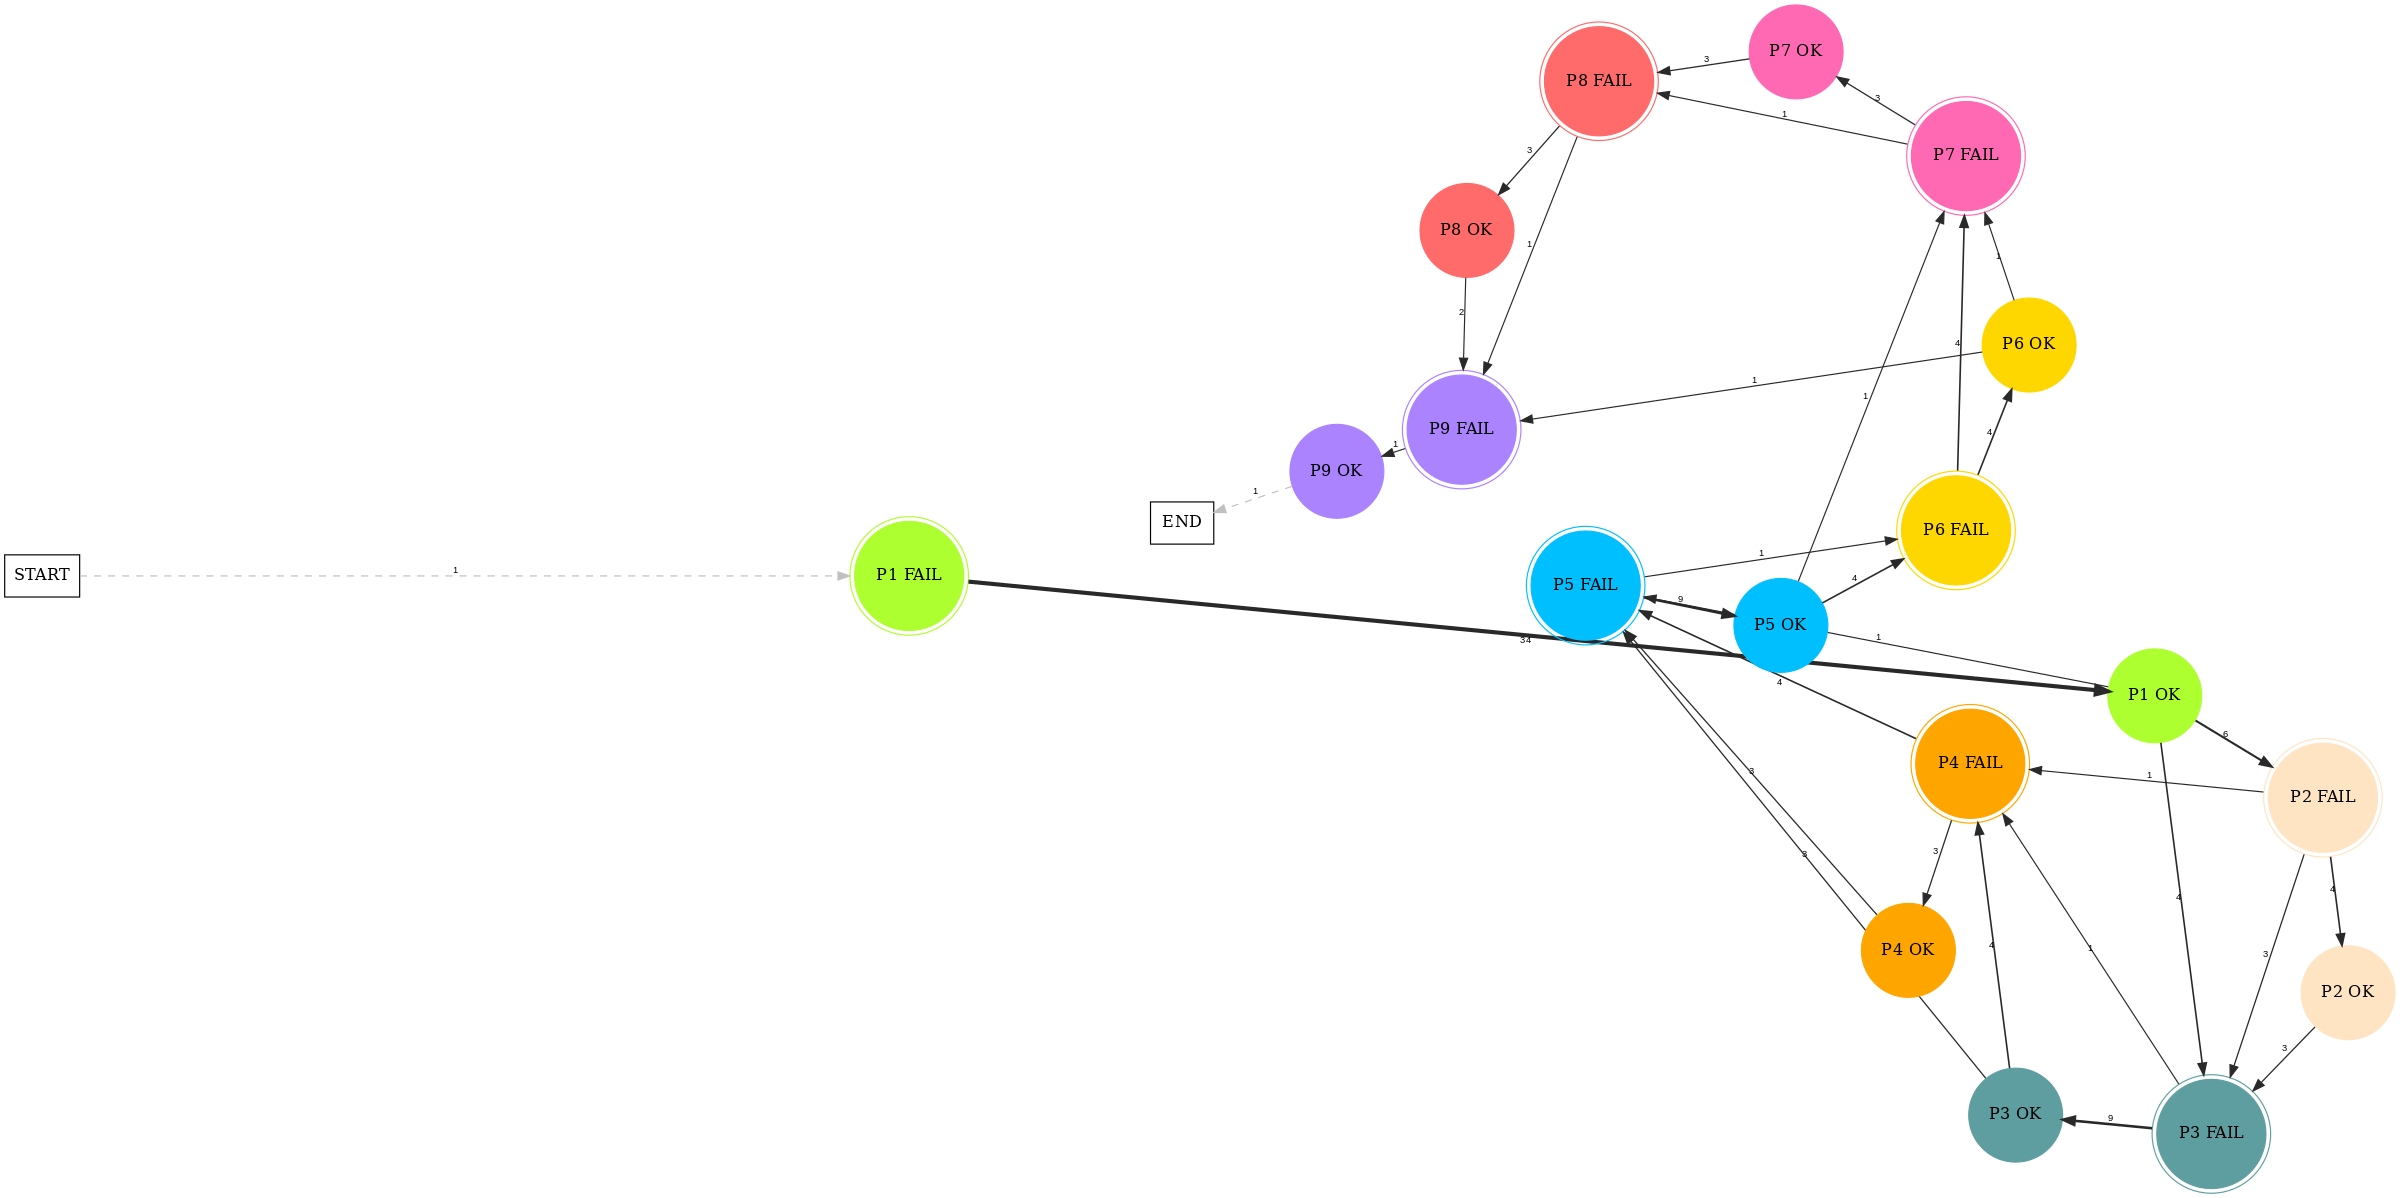 P7 OK
3
P8 FAIL
3
1
3
P7 FAIL
P8 OK
1
1
2
4
P6 OK
1
1
P9 FAIL
4
1
P9 OK
1
END
P6 FAIL
START
1
P1 FAIL
1
4
P5 FAIL
9
P5 OK
34
1
4
P1 OK
6
P4 FAIL
1
P2 FAIL
3
3
3
4
4
1
3
4
P4 OK
P2 OK
3
P3 OK
9
P3 FAIL